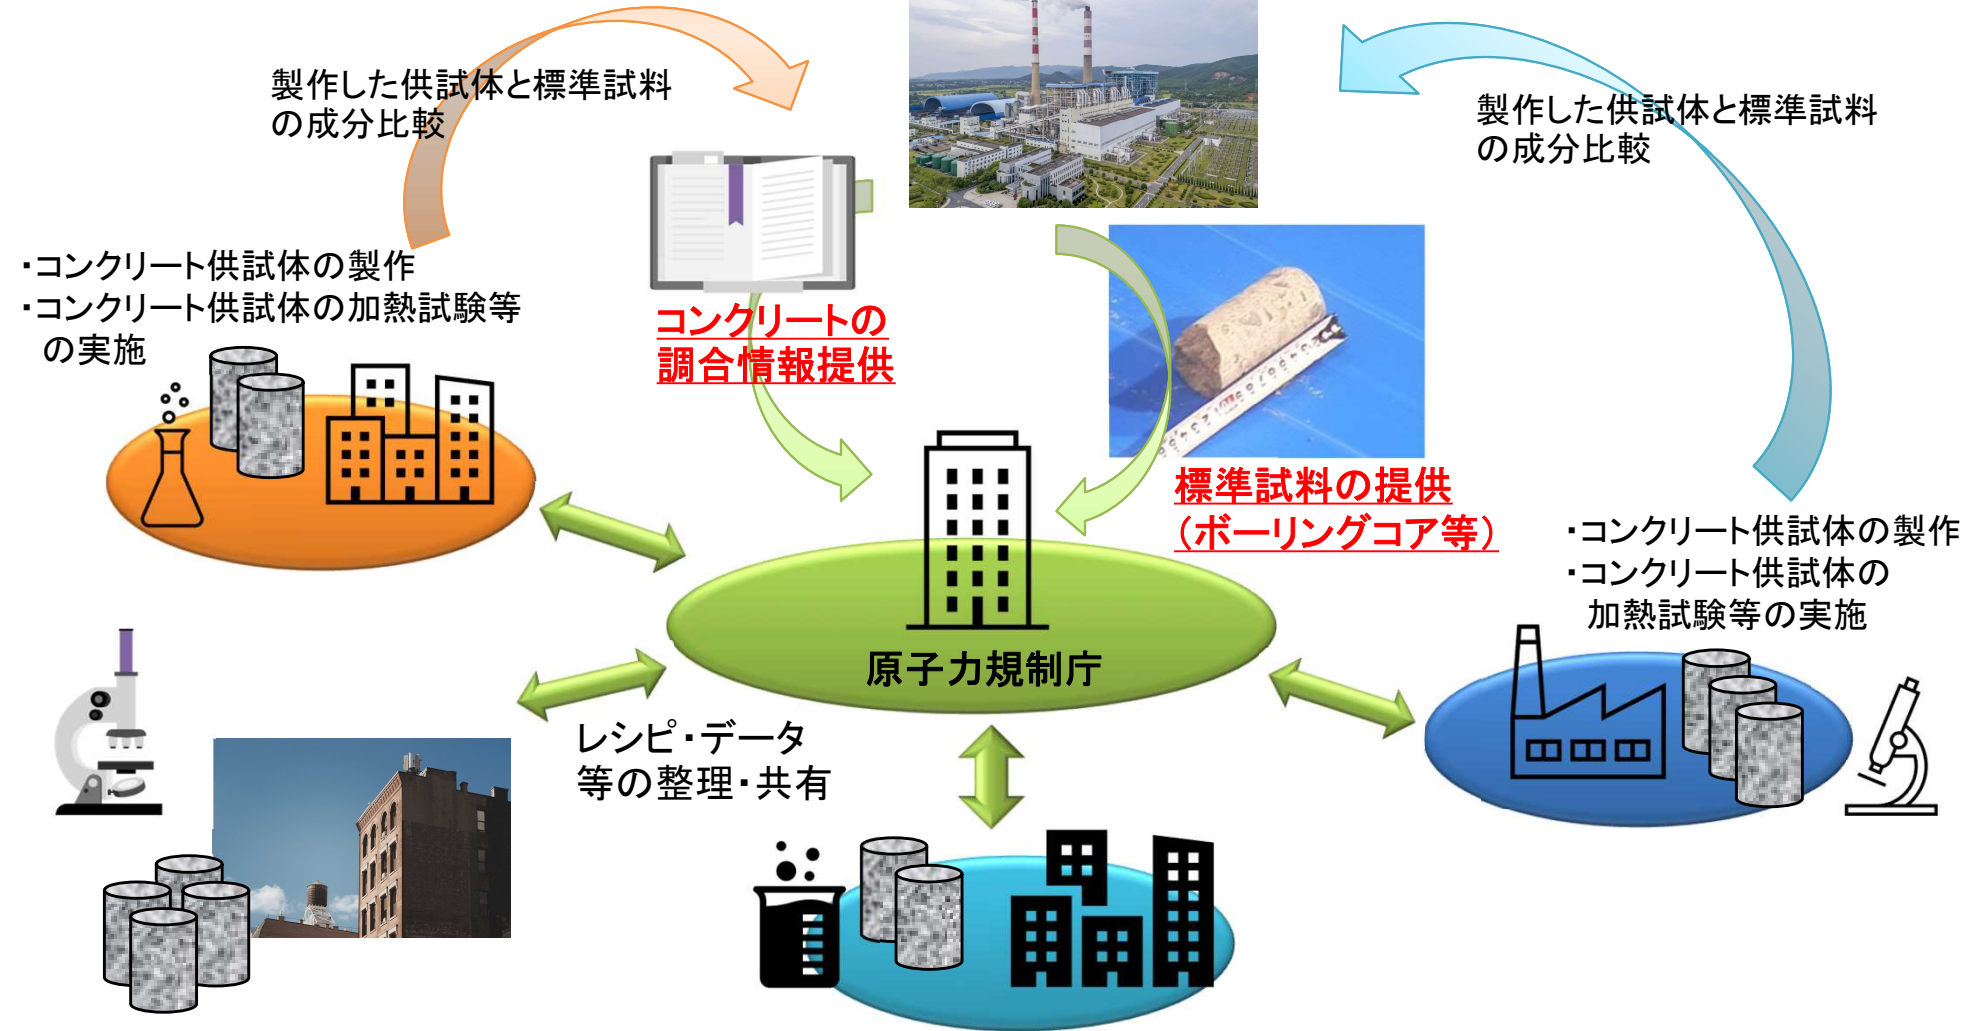 製作した供試体と標準試料
の成分比較
製作した供試体と標準試料
の成分比較
・コンクリート供試体の製作
・コンクリート供試体の加熱試験等
の実施
コンクリートの
調合情報提供
標準試料の提供
（ボーリングコア等）
・コンクリート供試体の製作
・コンクリート供試体の
加熱試験等の実施
原子力規制庁
レシピ・データ
等の整理・共有